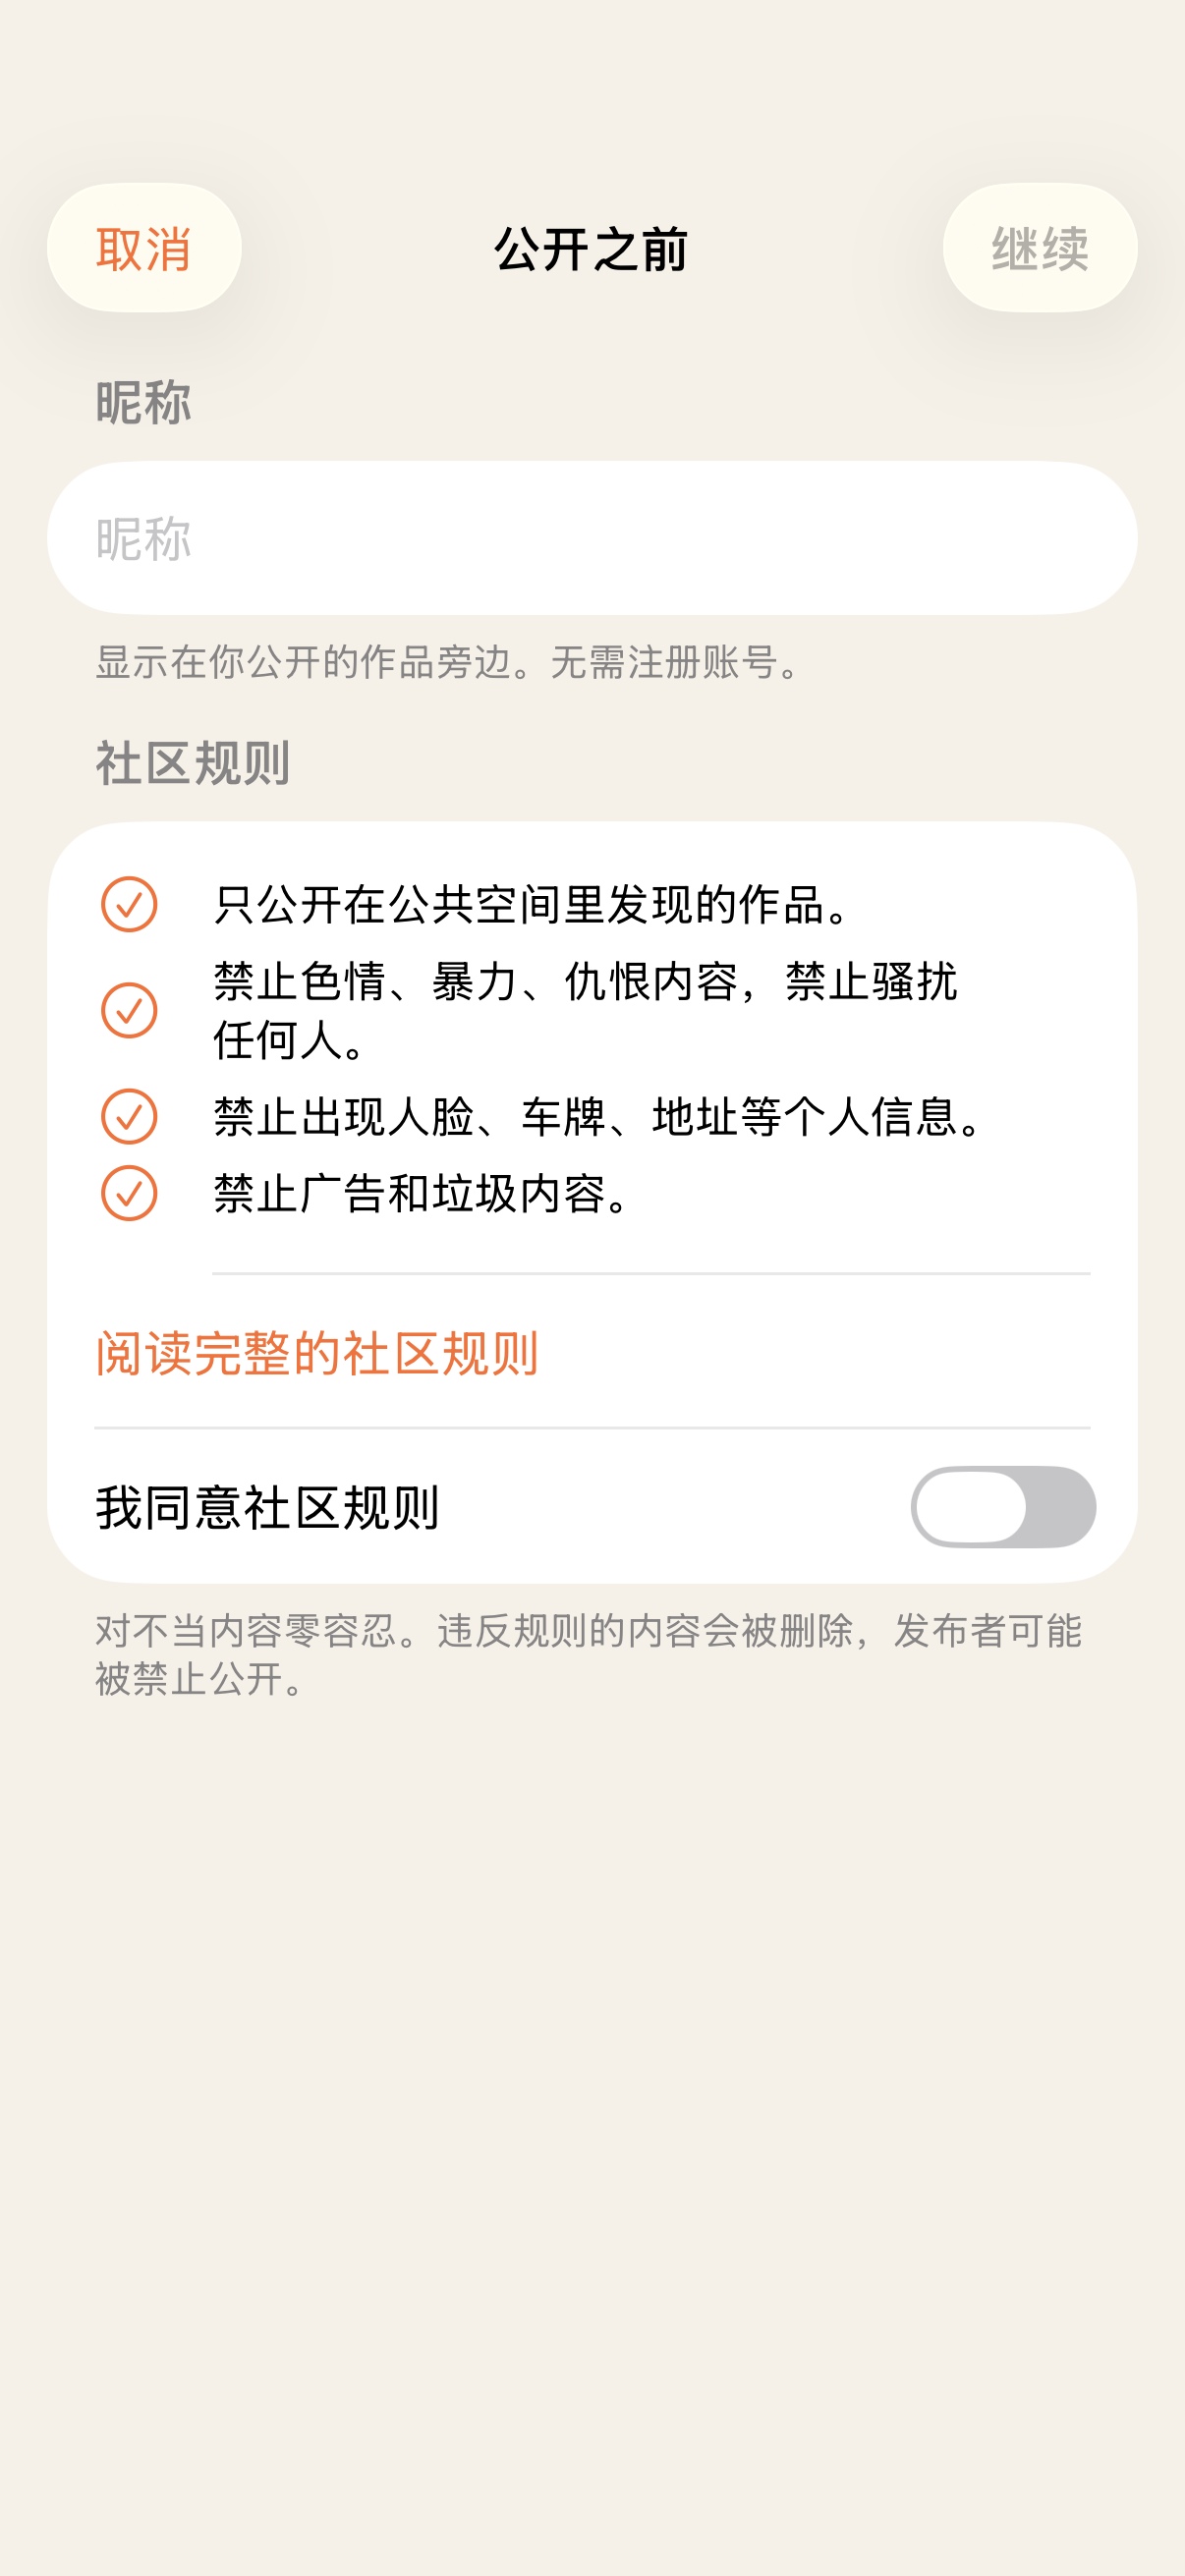 取消
公开之前
继续
昵称
昵称
显示在你公开的作品旁边。无需注册账号。
社区规则
只公开在公共空间里发现的作品。
禁止色情、暴力、仇恨内容，禁止骚扰
任何人。
禁止出现人脸、车牌、地址等个人信息。
禁止广告和垃圾内容。
阅读完整的社区规则
我同意社区规则
对不当内容零容忍。违反规则的内容会被删除，发布者可能
被禁止公开。